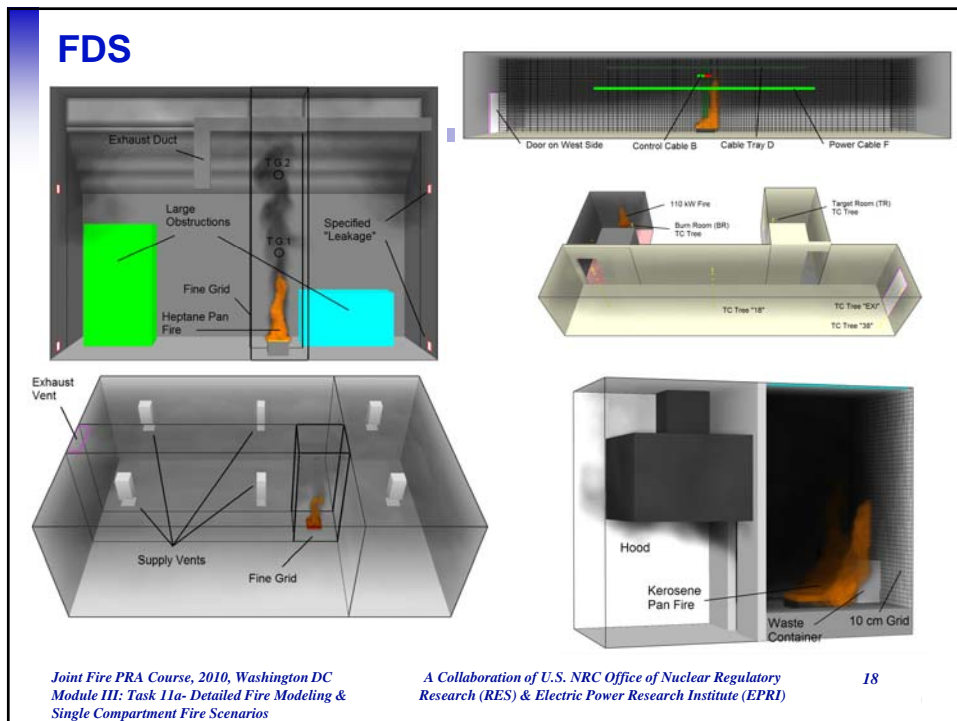 FDS
Exhaust Duct
T.G.2
Large
Obstructions
T.G.1
Specified
"Leakage"
Fine Grid
Heptane Pan
Fire
Door on West Side
Control Cable B
Cable Tray D
Power Cable F
110 kW Fire
Burn Room (BR)
TC Tree
Target Room (TR)
TC Tree
TC Tree "18"
TC Tree "EXI"
TC Tree "38"
Exhaust
Vent
Supply Vents
Fine Grid
Hood
Kerosene
Pan Fire
Waste
Container
10 cm Grid
Joint Fire PRA Course, 2010, Washington DC
Module III: Task 11a- Detailed Fire Modeling &
Single Compartment Fire Scenarios
A Collaboration of U.S. NRC Office of Nuclear Regulatory
Research (RES) & Electric Power Research Institute (EPRI)
18